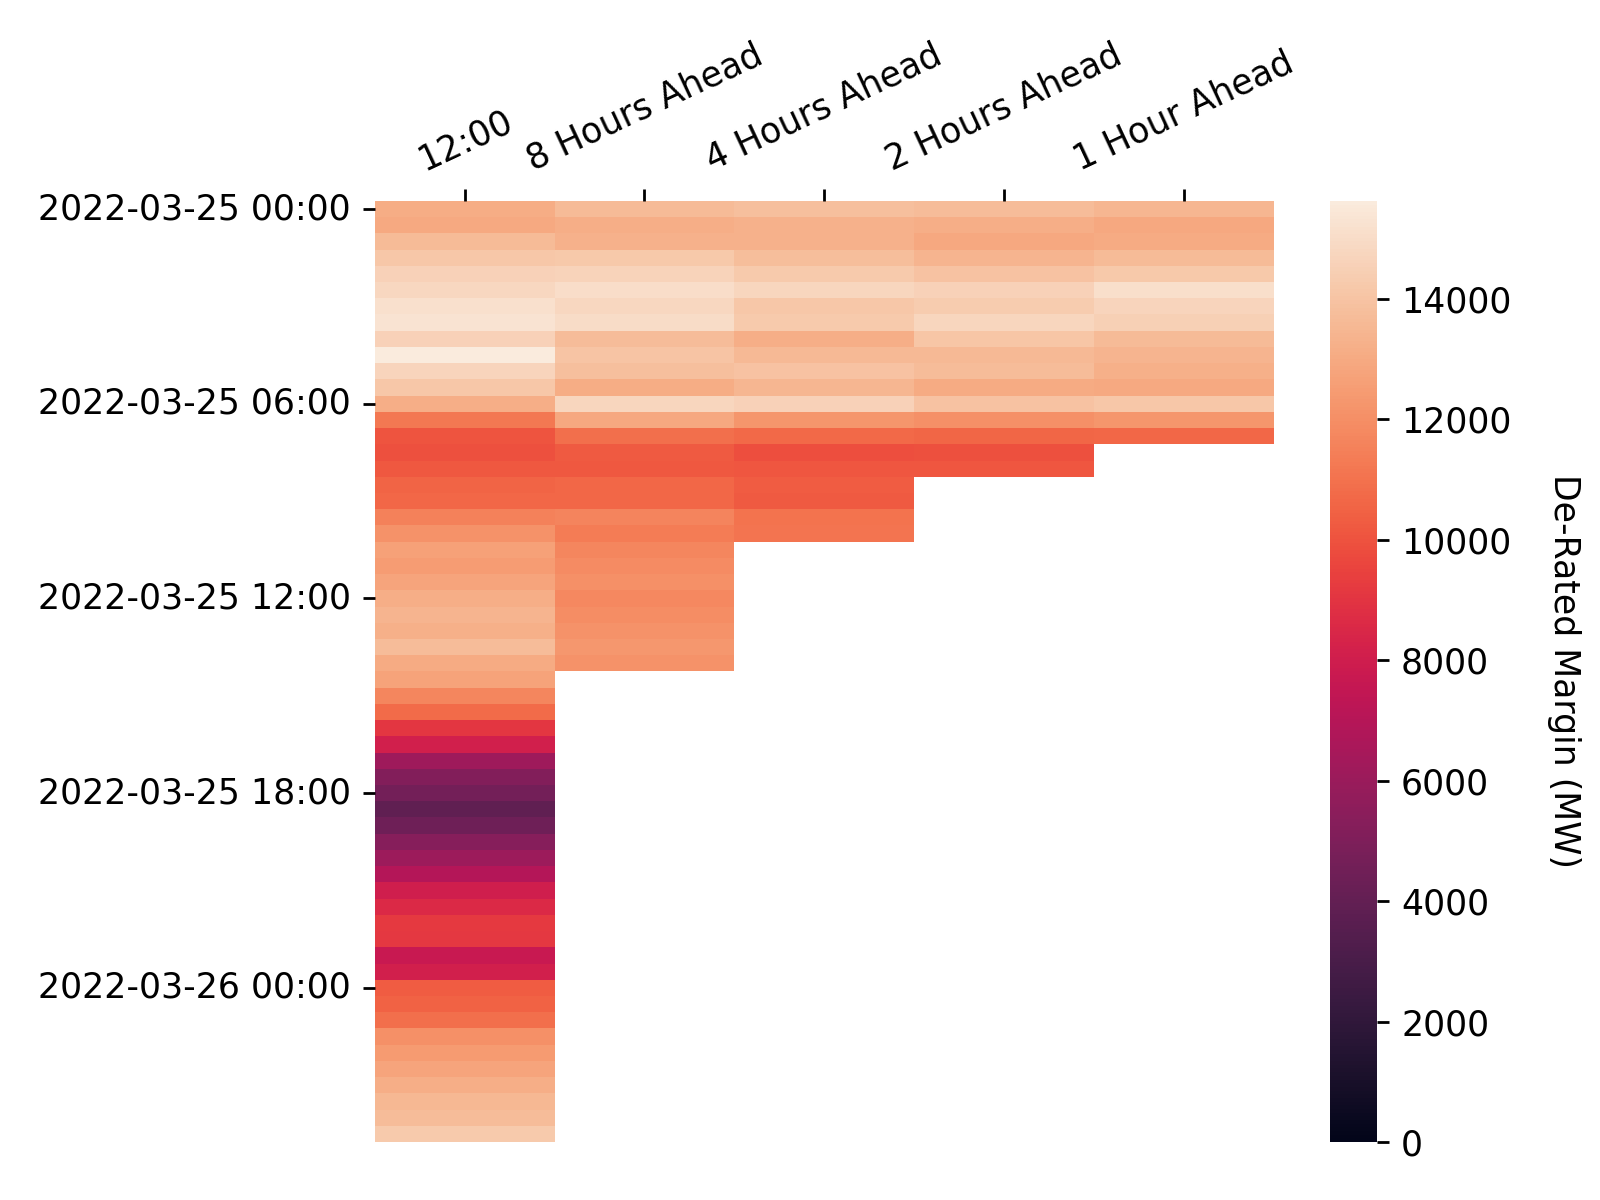 12:00
8 Hours Ahead
4 Hours Ahead
2 Hours Ahead
1 Hour Ahead
2022-03-25 00:00
2022-03-25 06:00
2022-03-25 12:00
2022-03-25 18:00
2022-03-26 00:00
14000
12000
10000
8000
6000
4000
2000
0
De-Rated Margin (MW)